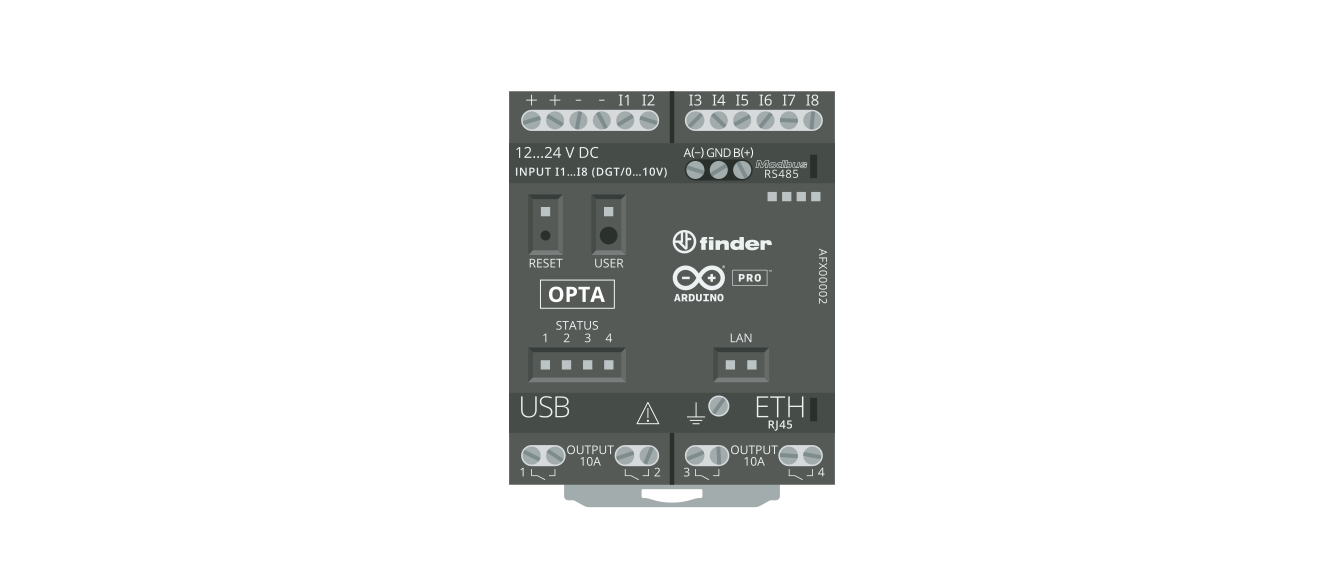 + + - - I1 I2 I3 I4 I5 I6 I7 I8
12...24 V DC
INPUT I1...I8 (DGT/0...10V)
A(-) GND B(+)
Modbus
RS485
RESET USER
finder
OPTA
PRO™
ARDUINO
AFX00002
STATUS
1 2 3 4
LAN
USB
ETH
RJ45
OUTPUT
10A
1 2
OUTPUT
10A
3 4